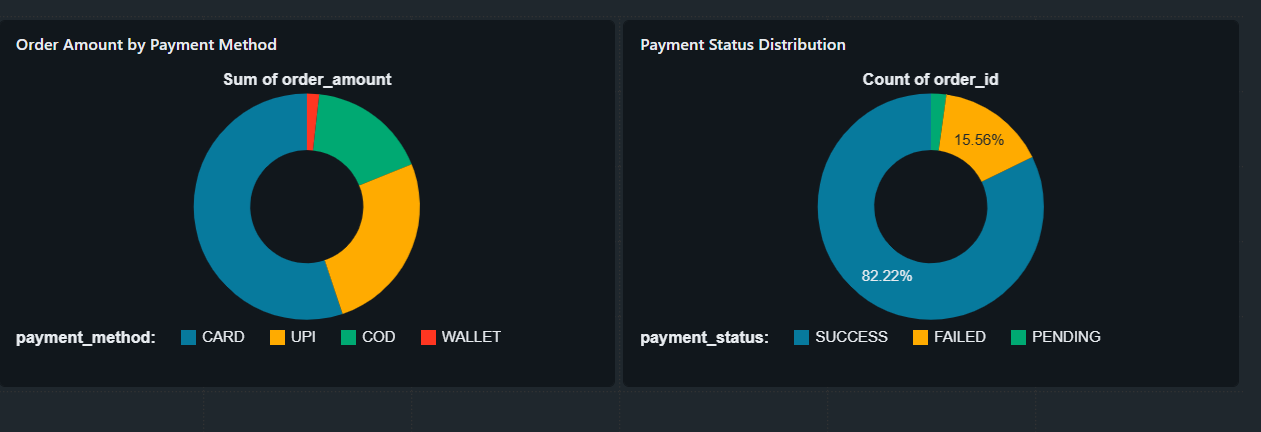 Order Amount by Payment Method
Sum of order_amount
payment_method: CARD UPI COD WALLET
Payment Status Distribution
Count of order_id
15.56%
82.22%
payment_status: SUCCESS FAILED PENDING